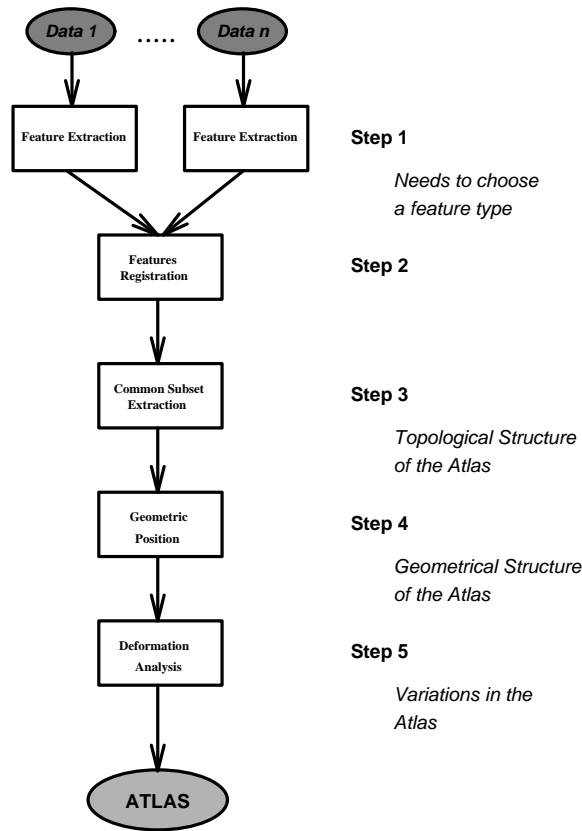 Data 1 ..... Data n
Feature Extraction Feature Extraction Step 1
Needs to choose
a feature type
Features
Registration
Step 2
Common Subset
Extraction
Step 3
Topological Structure
of the Atlas
Geometric
Position
Step 4
Geometrical Structure
of the Atlas
Deformation
Analysis
Step 5
Variations in the
Atlas
ATLAS